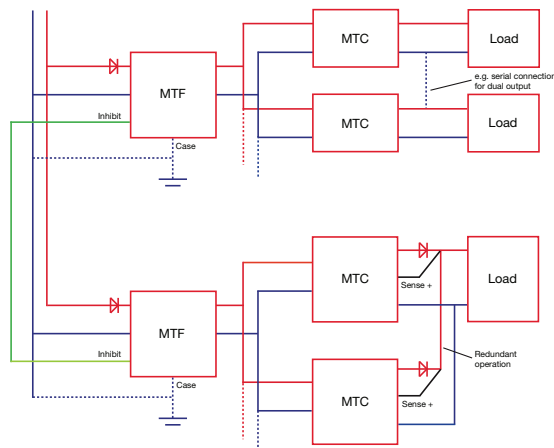 MTC
Load
MTF
e.g. serial connection
for dual output
Inhibit
MTC
Load
Case
MTC
Load
Sense +
MTF
Inhibit
Redundant
operation
MTC
Case
Sense +